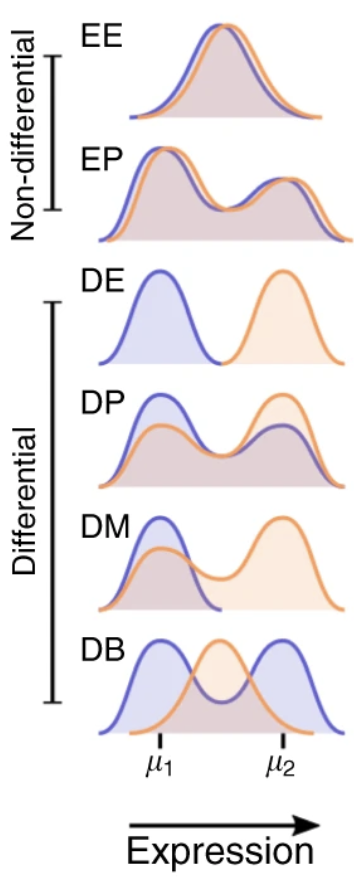 Non-differential
EE
EP
Differential
DE
DP
DM
DB
μ₁ μ₂
Expression